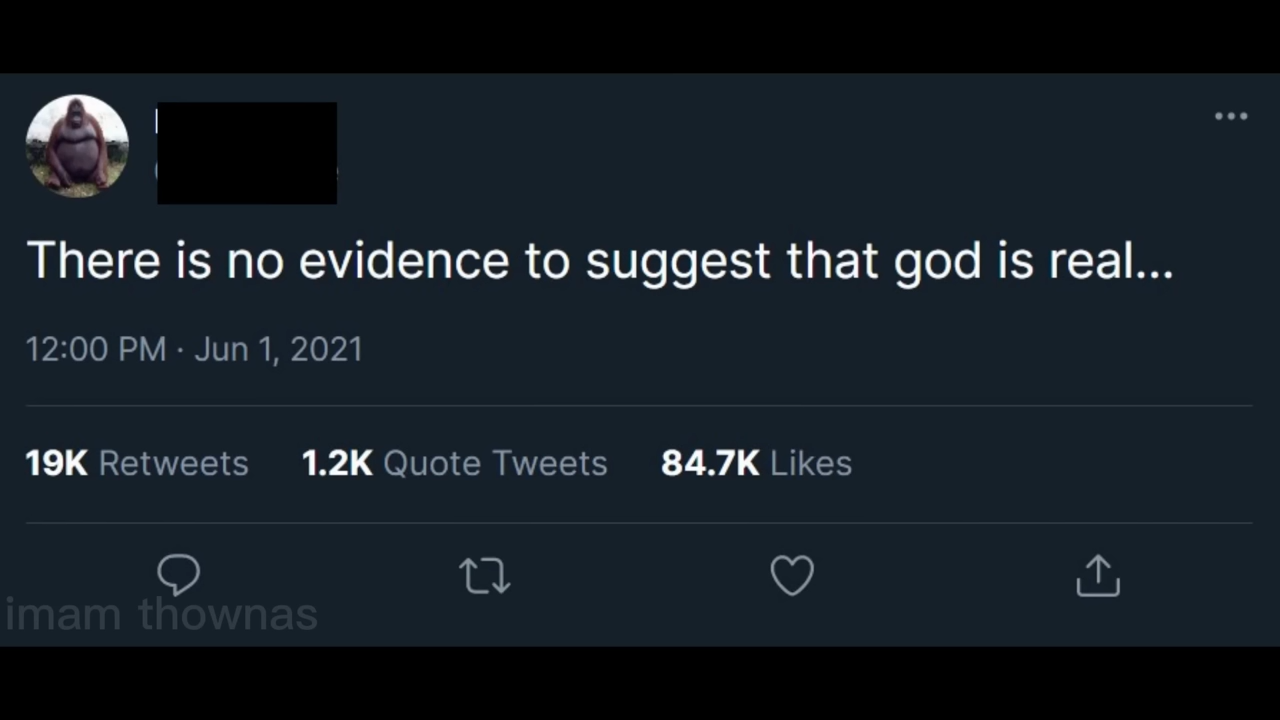 There is no evidence to suggest that god is real...
12:00 PM · Jun 1, 2021
19K Retweets 1.2K Quote Tweets 84.7K Likes
imam thownas